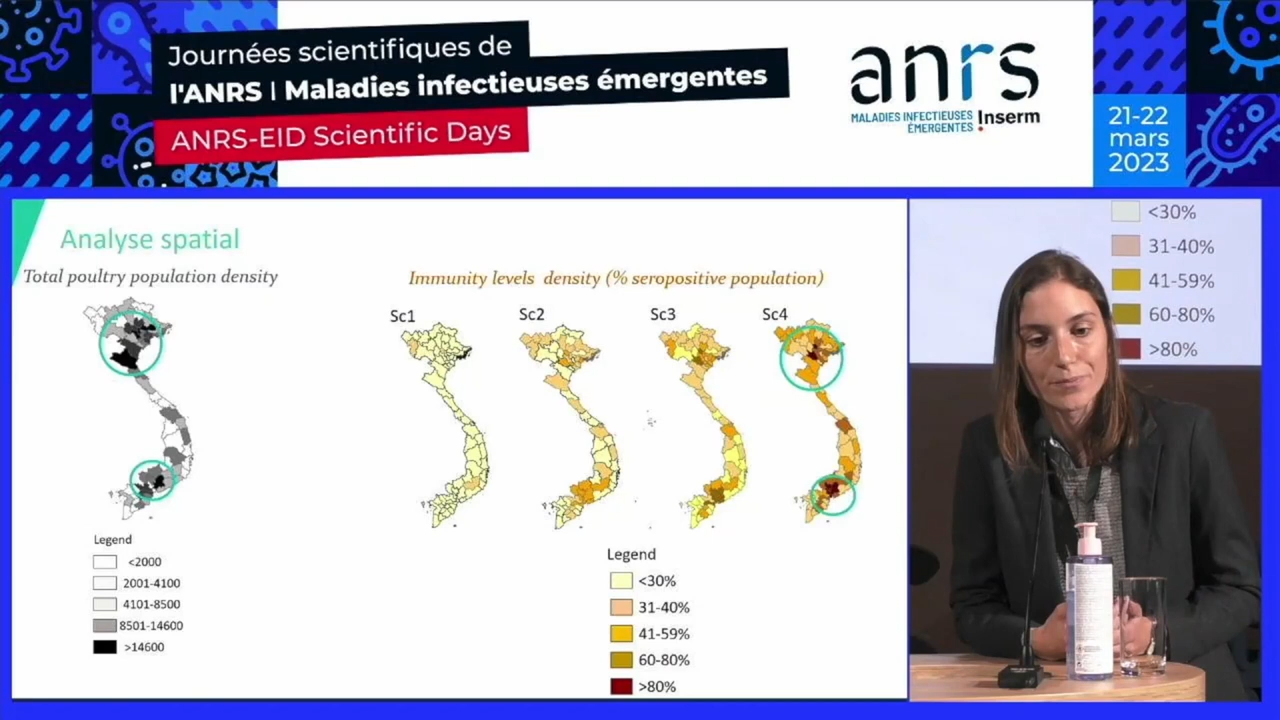 Journées scientifiques de
l'ANRS | Maladies infectieuses émergentes
ANRS-EID Scientific Days
anrs
MALADIES INFECTIEUSES
ÉMERGENTES
Inserm
21-22
mars
2023
Analyse spatial
Total poultry population density
Immunity levels density (% seropositive population)
Sc1
Sc2
Sc3
Sc4
Legend
<2000
2001-4100
4101-8500
8501-14600
>14600
Legend
<30%
31-40%
41-59%
60-80%
>80%
<30%
31-40%
41-59%
60-80%
>80%